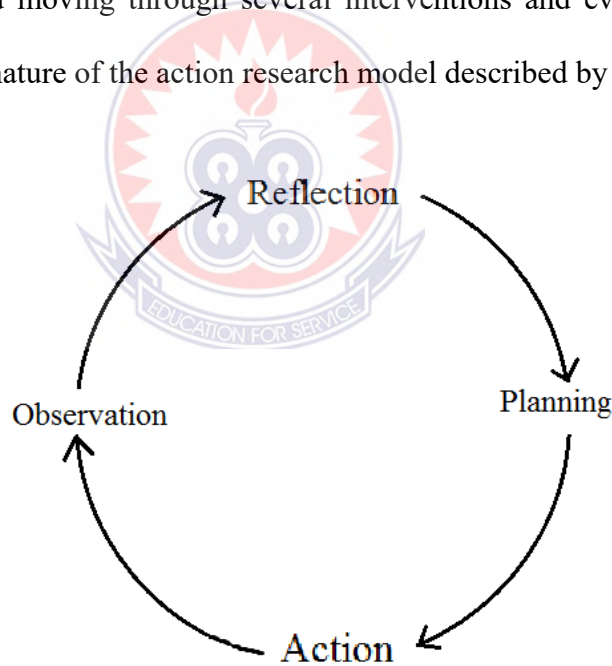 moving through several interventions and ev
nature of the action research model described by
Reflection
Planning
Observation
Action
EDUCATION FOR SERVICE